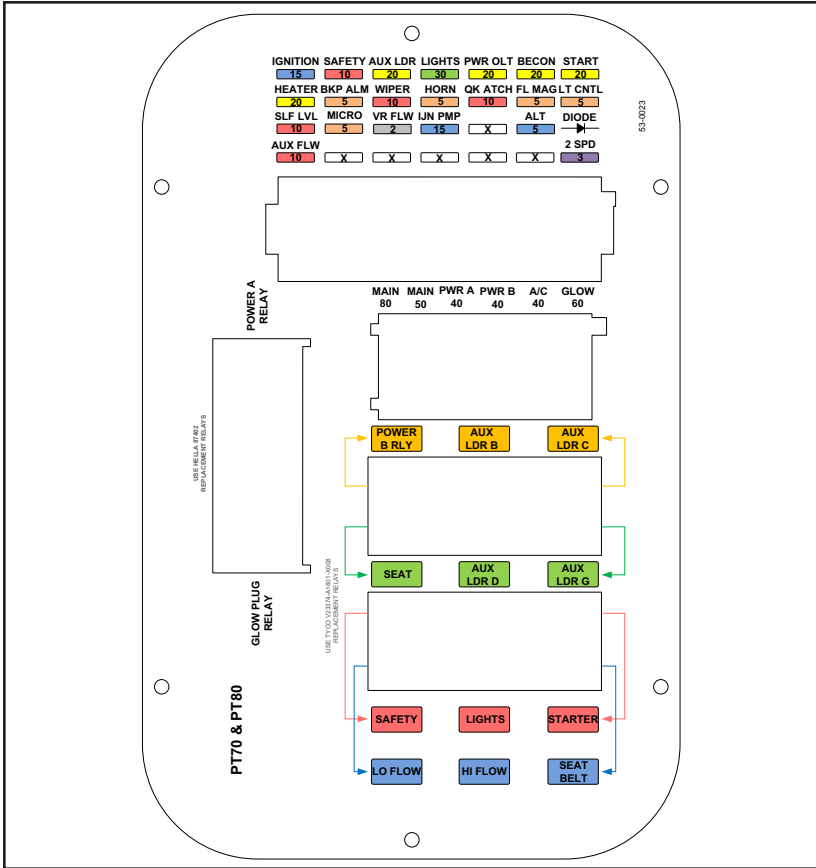 IGNITION SAFETY AUX LDR LIGHTS PWR OLT BECON START
15 10 20 30 20 20 20
HEATER BKP ALM WIPER HORN QK ATCH FL MAG LT CNTL
20 5 10 5 10 5 5
SLF LVL MICRO VR FLW IJN PMP ALT DIODE
10 5 2 15 X 5
AUX FLW 2 SPD
10 X X X X X 3
53-0023
MAIN MAIN PWR A PWR B A/C GLOW
80 50 40 40 40 60
POWER A
RELAY
USE HELLA 87402
REPLACEMENT RELAYS
GLOW PLUG
RELAY
POWER AUX AUX
B RLY LDR B LDR C
SEAT AUX AUX
LDR D LDR G
USE TYCO V23374-A1601-X008
REPLACEMENT RELAYS
SAFETY LIGHTS STARTER
LO FLOW HI FLOW SEAT
BELT
PT70 & PT80